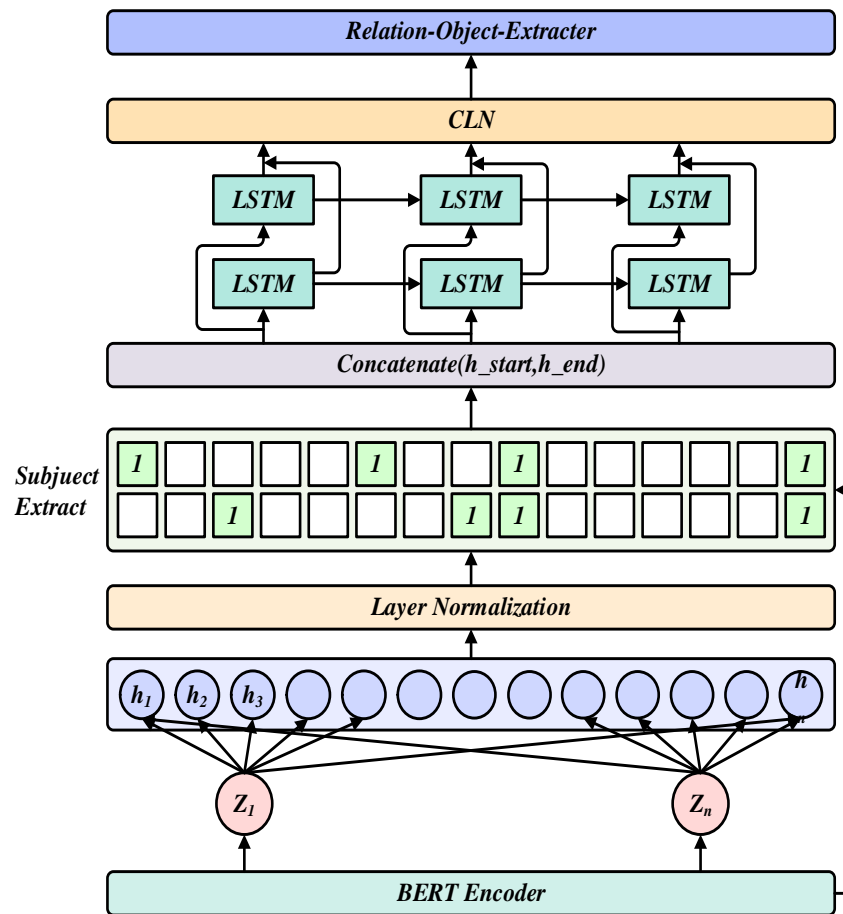 Relation-Object-Extracter
CLN
LSTM LSTM LSTM
LSTM LSTM LSTM
Concatenate(h_start,h_end)
Subjuect
Extract
1 1 1 1
1 1 1 1
Layer Normalization
h1 h2 h3 hn
Z1 Zn
BERT Encoder